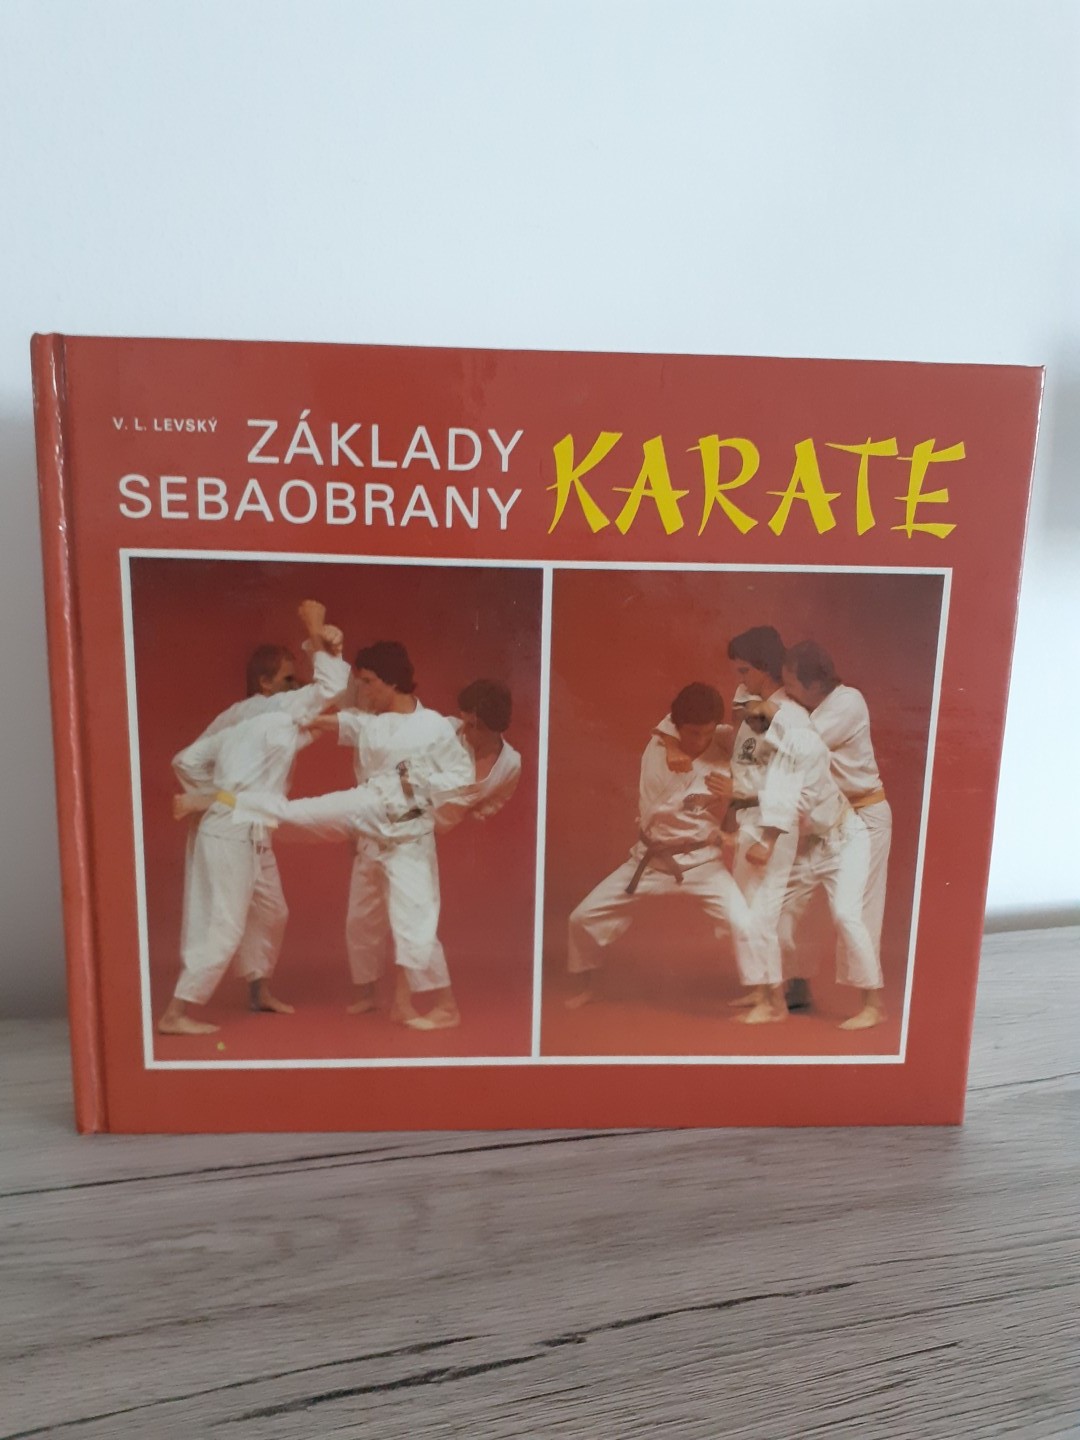 V. L. LEVSKÝ
ZÁKLADY
SEBAOBRANY
KARATE